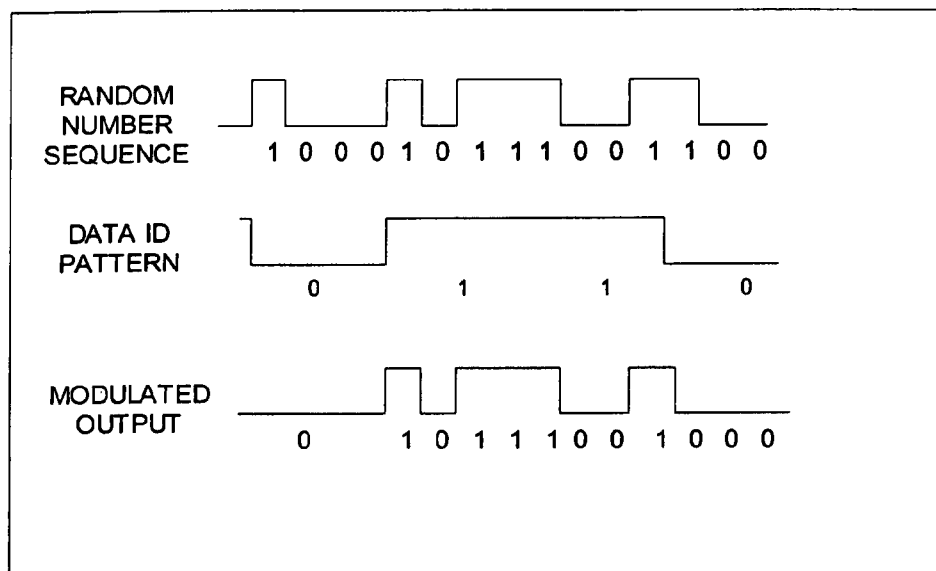 RANDOM
NUMBER
SEQUENCE
1 0 0 0 1 0 1 1 1 0 0 1 1 0 0
DATA ID
PATTERN
0 1 1 0
MODULATED
OUTPUT
0 1 0 1 1 1 0 0 1 0 0 0